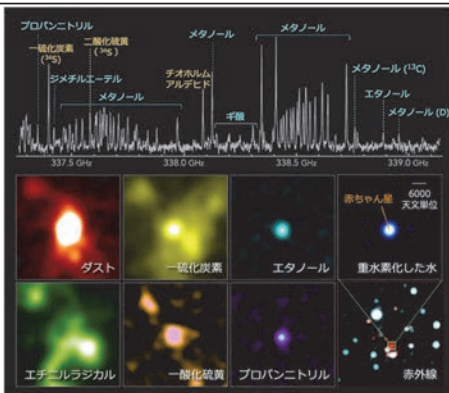 プロパンニトリル
一硫化炭素
(³⁴S)
ジメチルエーテル
二酸化硫黄
(³⁴S)
メタノール
チオホルム
アルデヒド
メタノール
ギ酸
メタノール
メタノール (¹³C)
エタノール
メタノール (D)
337.5 GHz
338.0 GHz
338.5 GHz
339.0 GHz
ダスト
一硫化炭素
エタノール
赤ちゃん星
6000
天文単位
重水素化した水
エチニルラジカル
一酸化硫黄
プロパンニトリル
赤外線